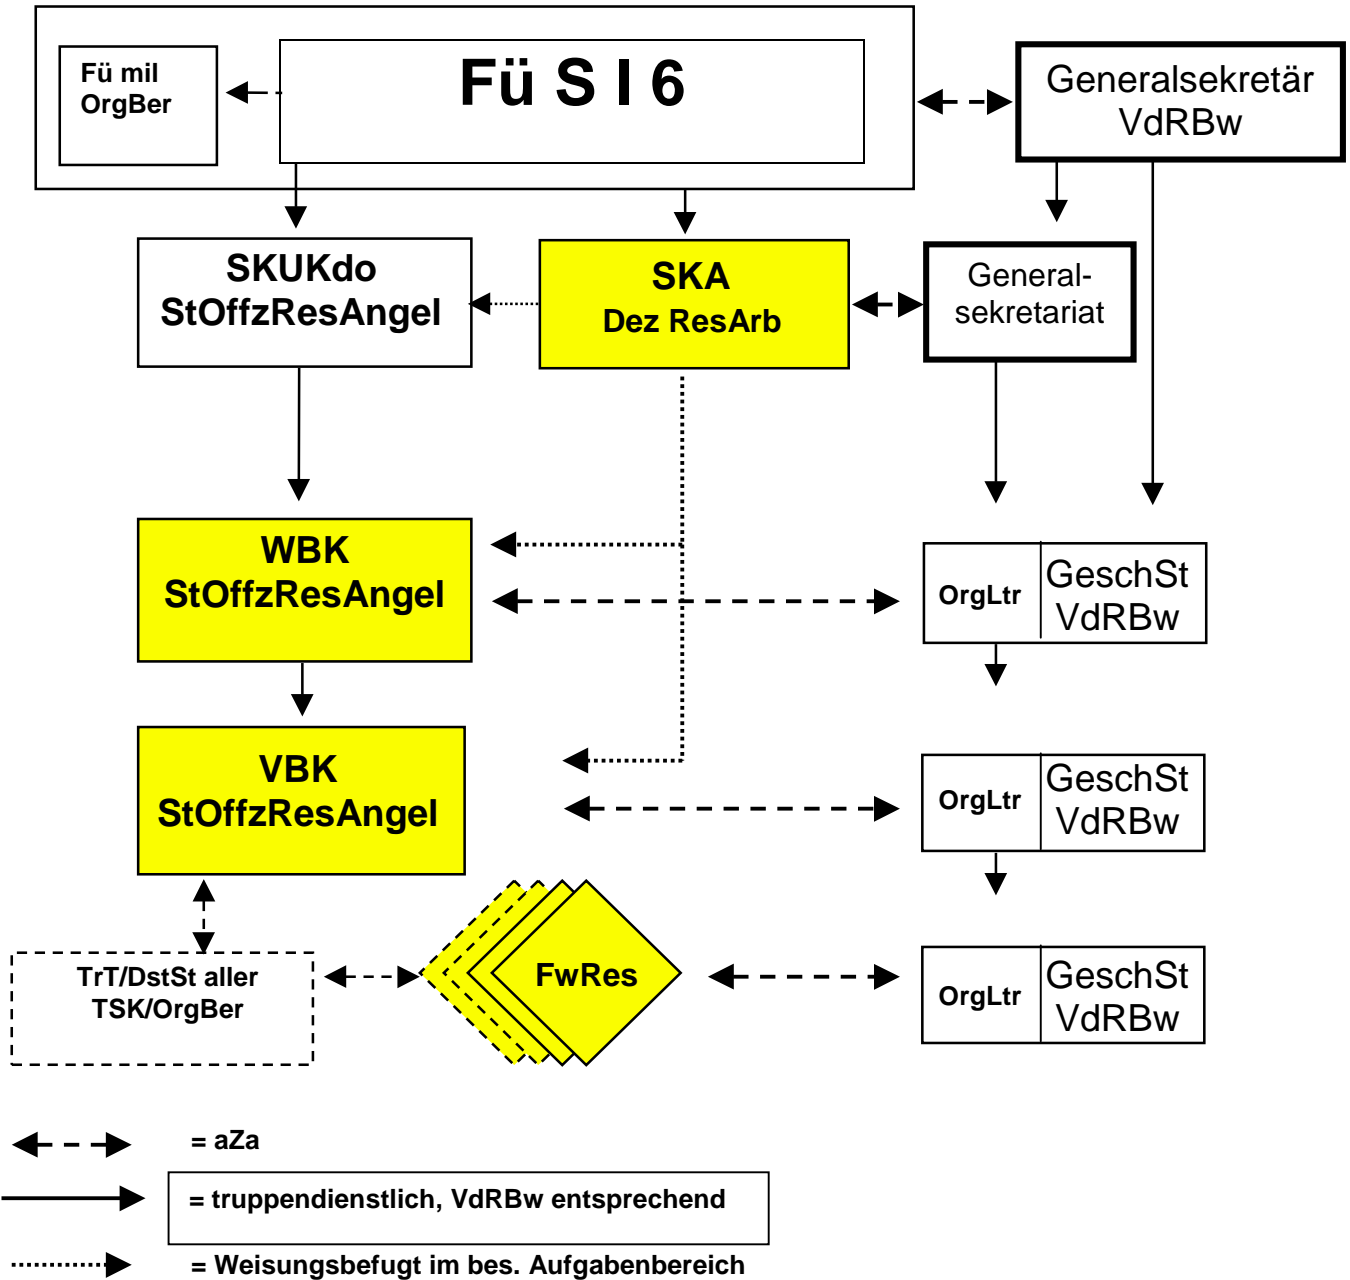 Fü mil
OrgBer
Fü S I 6
Generalsekretär
VdRBw
SKUKdo
StOffzResAngel
SKA
Dez ResArb
General-
sekretariat
WBK
StOffzResAngel
OrgLtr
GeschSt
VdRBw
VBK
StOffzResAngel
OrgLtr
GeschSt
VdRBw
TrT/DstSt aller
TSK/OrgBer
FwRes
OrgLtr
GeschSt
VdRBw
= aZa
= truppendienstlich, VdRBw entsprechend
= Weisungsbefugt im bes. Aufgabenbereich